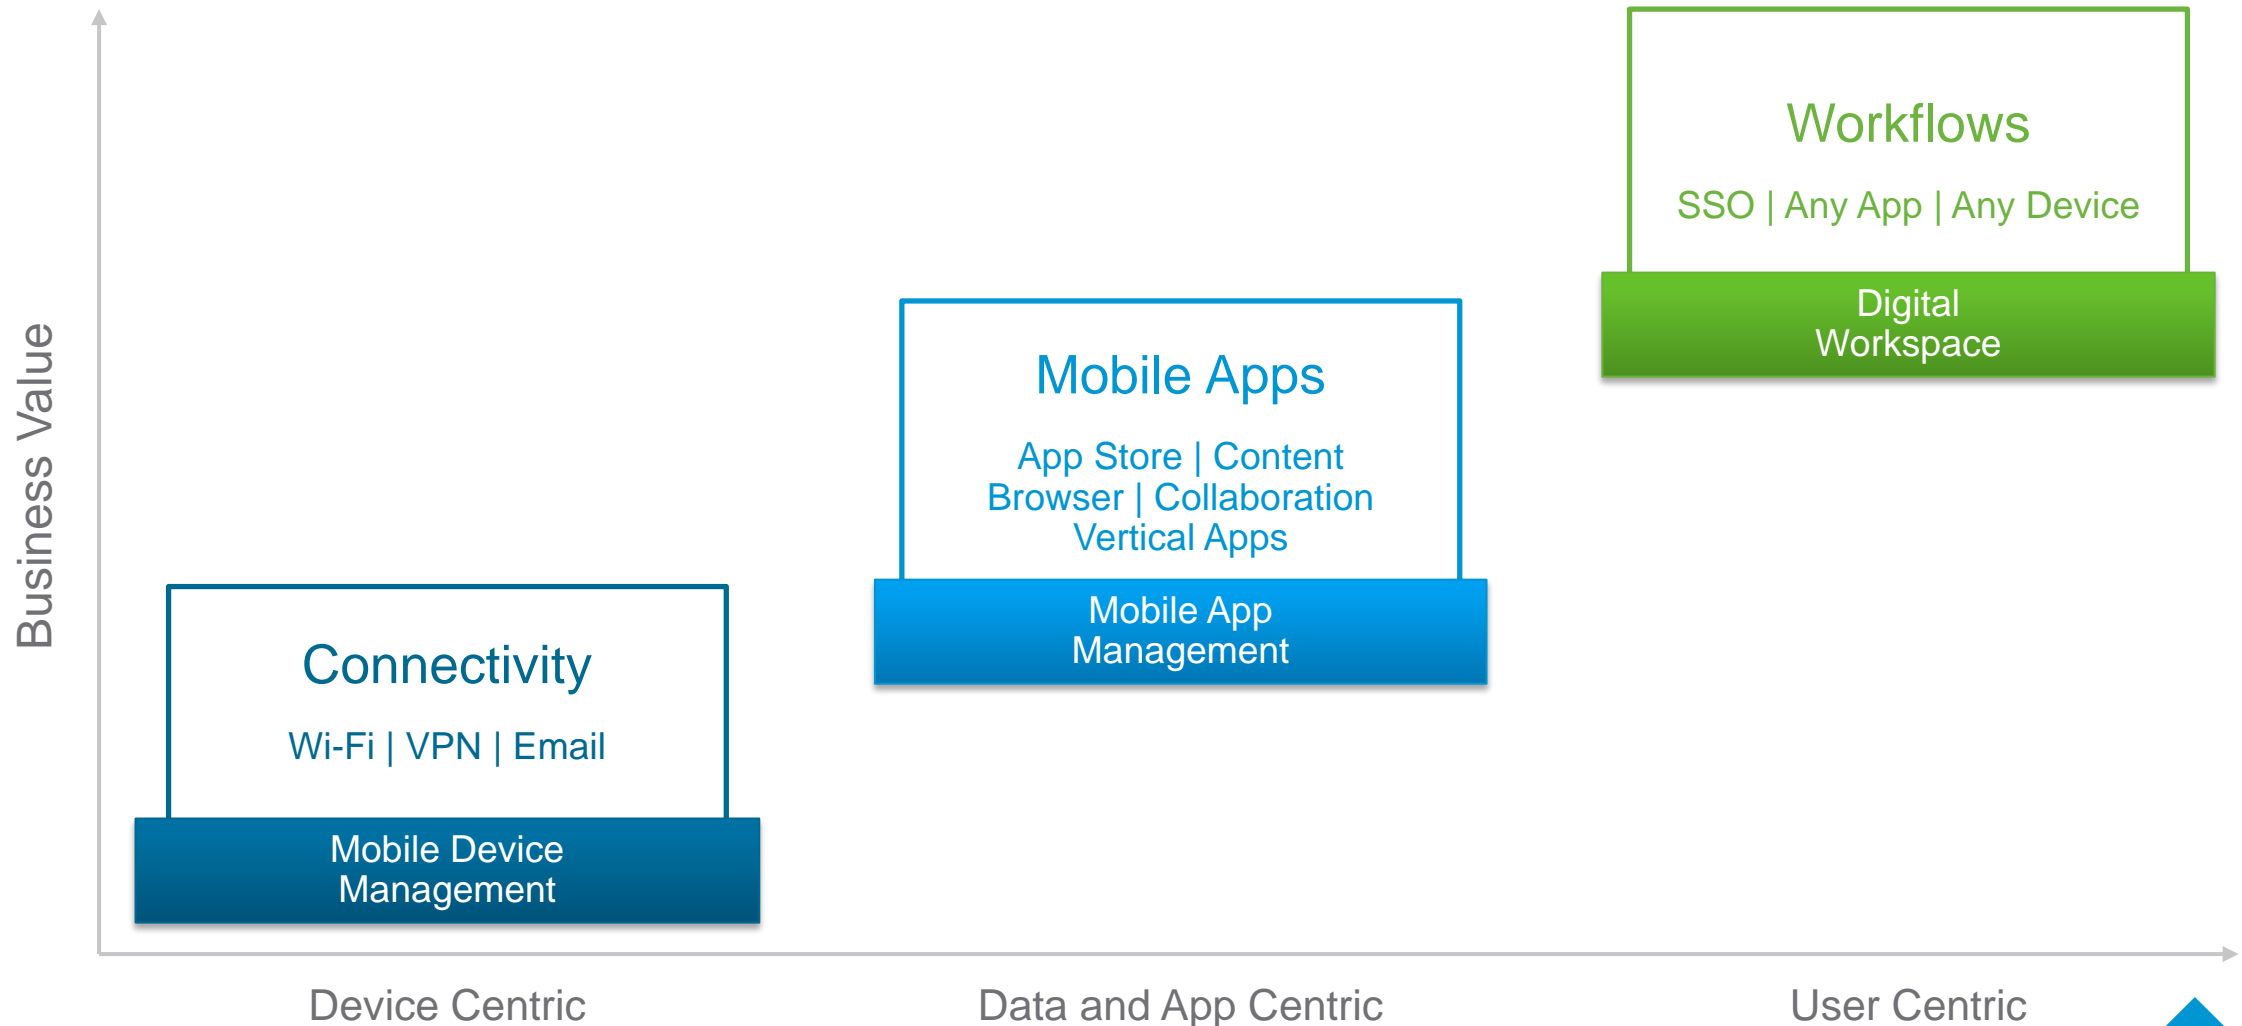 Business Value
Connectivity
Wi-Fi | VPN | Email
Mobile Device
Management
Mobile Apps
App Store | Content
Browser | Collaboration
Vertical Apps
Mobile App
Management
Workflows
SSO | Any App | Any Device
Digital
Workspace
Device Centric
Data and App Centric
User Centric